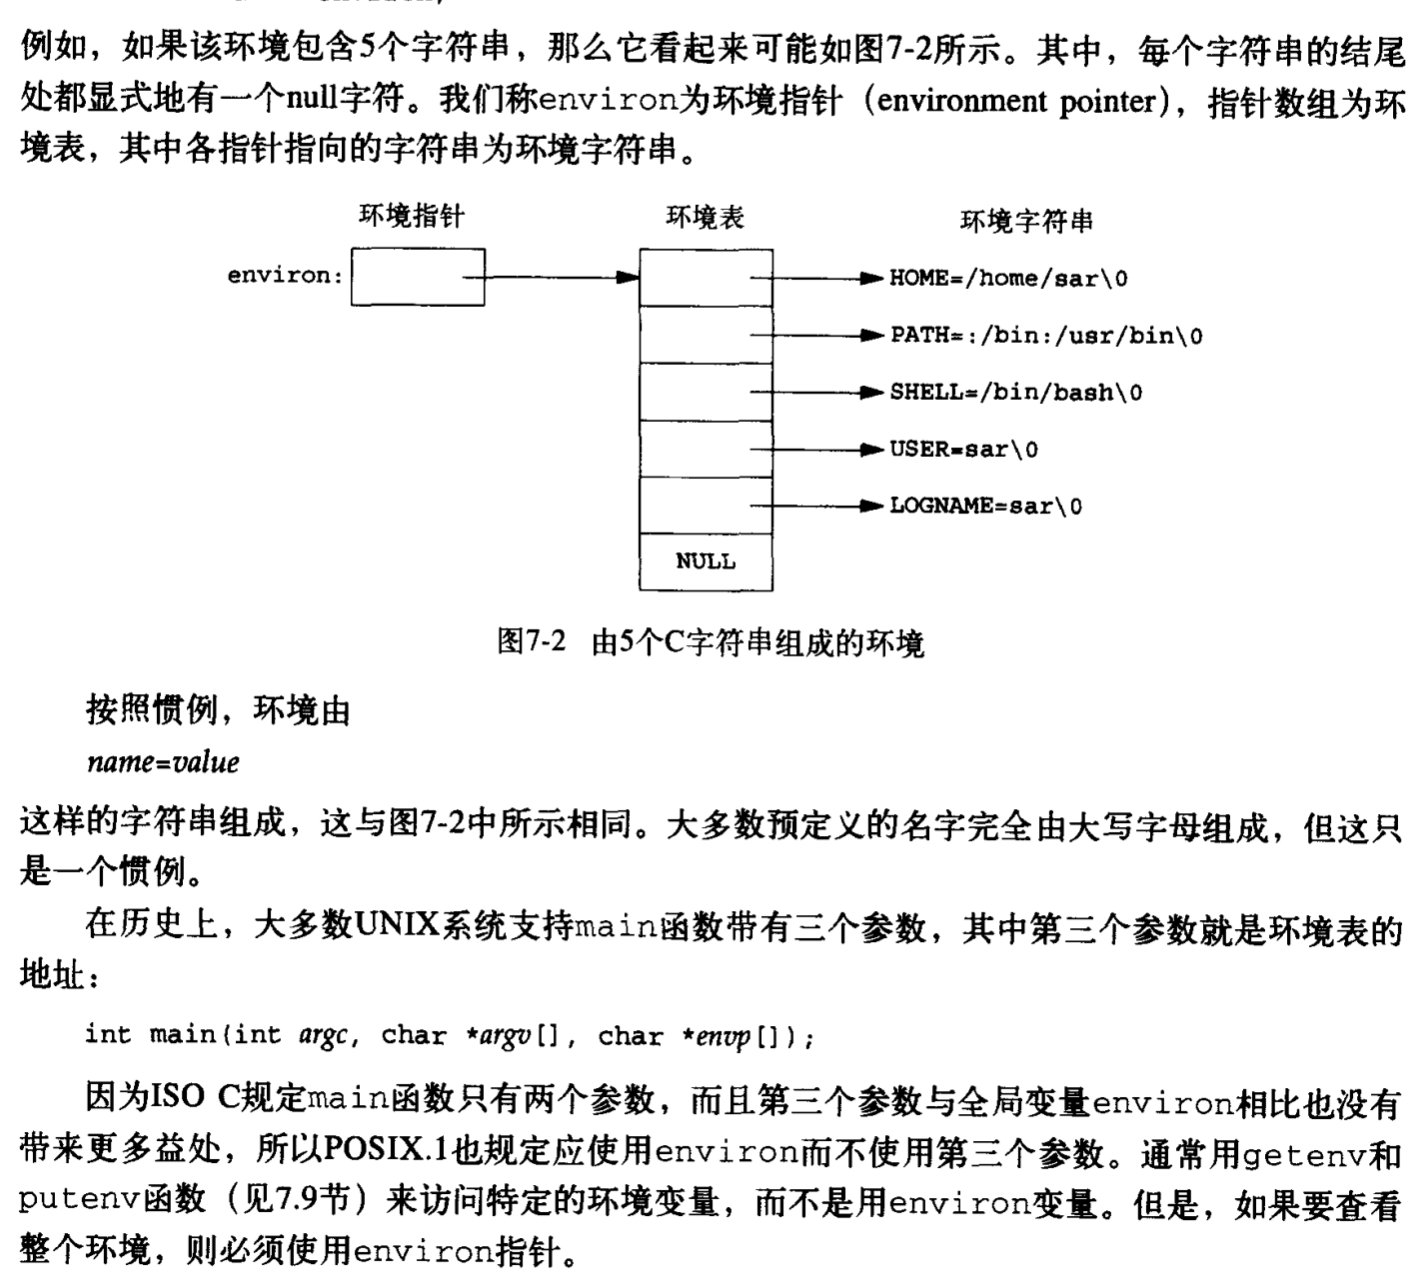 例如，如果该环境包含5个字符串，那么它看起来可能如图7-2所示。其中，每个字符串的结尾
处都显式地有一个null字符。我们称environ为环境指针（environment pointer），指针数组为环
境表，其中各指针指向的字符串为环境字符串。
环境指针 环境表 环境字符串
environ: HOME=/home/sar\0
PATH=:/bin:/usr/bin\0
SHELL=/bin/bash\0
USER=sar\0
LOGNAME=sar\0
NULL
图7-2 由5个C字符串组成的环境
按照惯例，环境由
name=value
这样的字符串组成，这与图7-2中所示相同。大多数预定义的名字完全由大写字母组成，但这只
是一个惯例。
在历史上，大多数UNIX系统支持main函数带有三个参数，其中第三个参数就是环境表的
地址：
int main(int argc, char *argv[], char *envp[]);
因为ISO C规定main函数只有两个参数，而且第三个参数与全局变量environ相比也没有
带来更多益处，所以POSIX.1也规定应使用environ而不使用第三个参数。通常用getenv和
putenv函数（见7.9节）来访问特定的环境变量，而不是用environ变量。但是，如果要查看
整个环境，则必须使用environ指针。